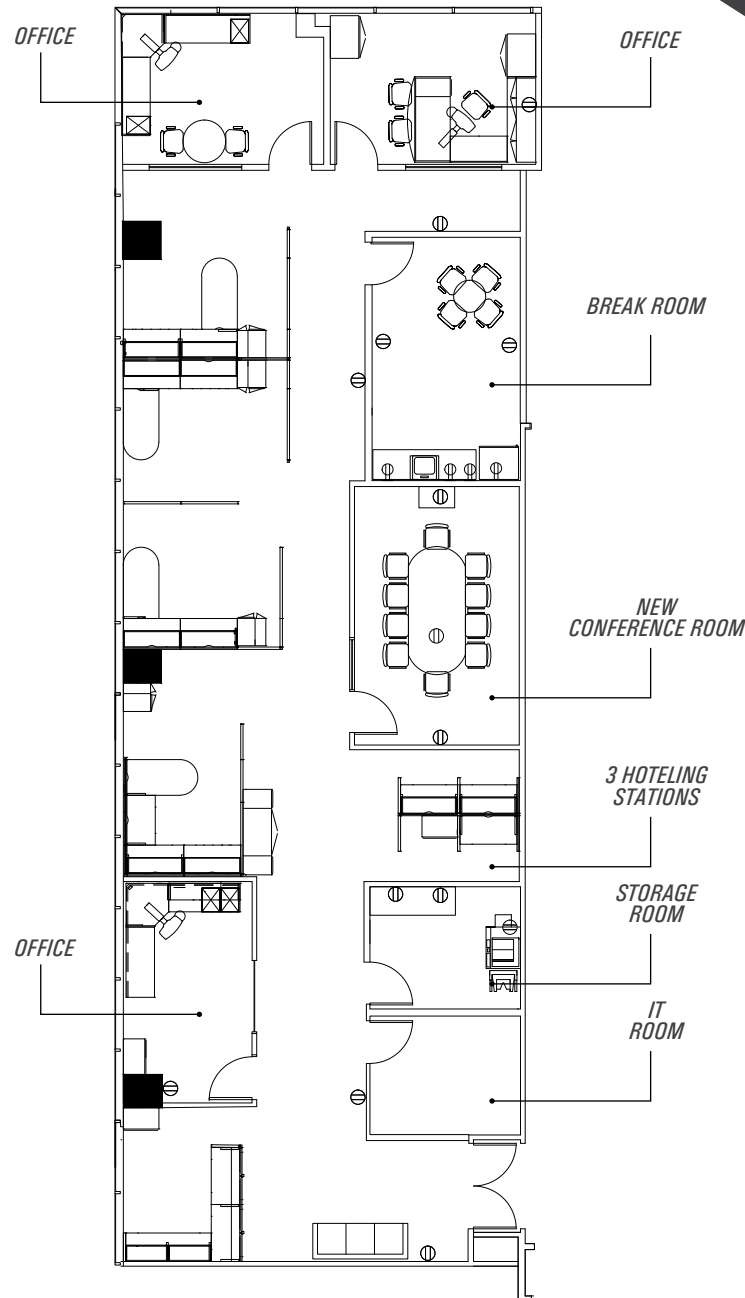 OFFICE
OFFICE
BREAK ROOM
NEW
CONFERENCE ROOM
3 HOTELING
STATIONS
STORAGE
ROOM
OFFICE
IT
ROOM